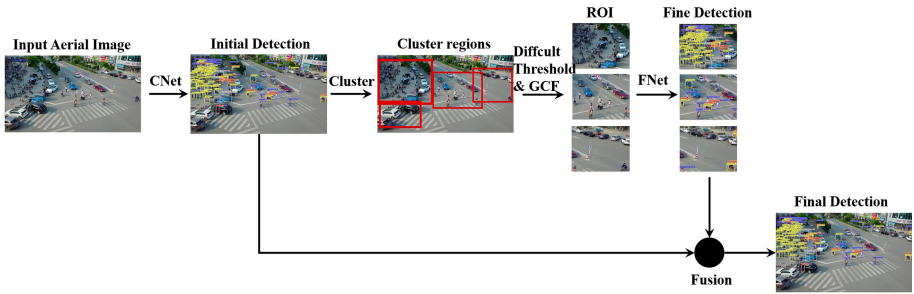 ROI
Fine Detection
Input Aerial Image
Initial Detection
Cluster regions
CNet
Cluster
Diffcult
Threshold
& GCF
FNet
Final Detection
Fusion